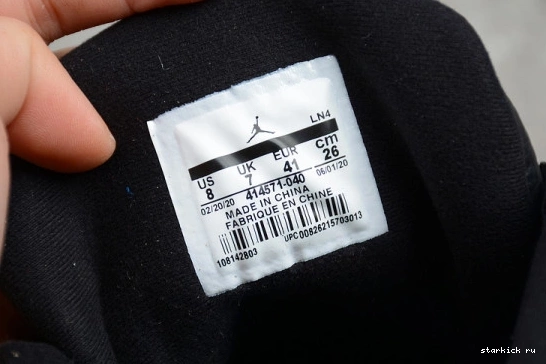 LN4
US UK EUR cm
8 7 41 26
02/20/20 414571-040 06/01/20
MADE IN CHINA
FABRIQUE EN CHINE
108142803 UPC00826215703013
starkick ru